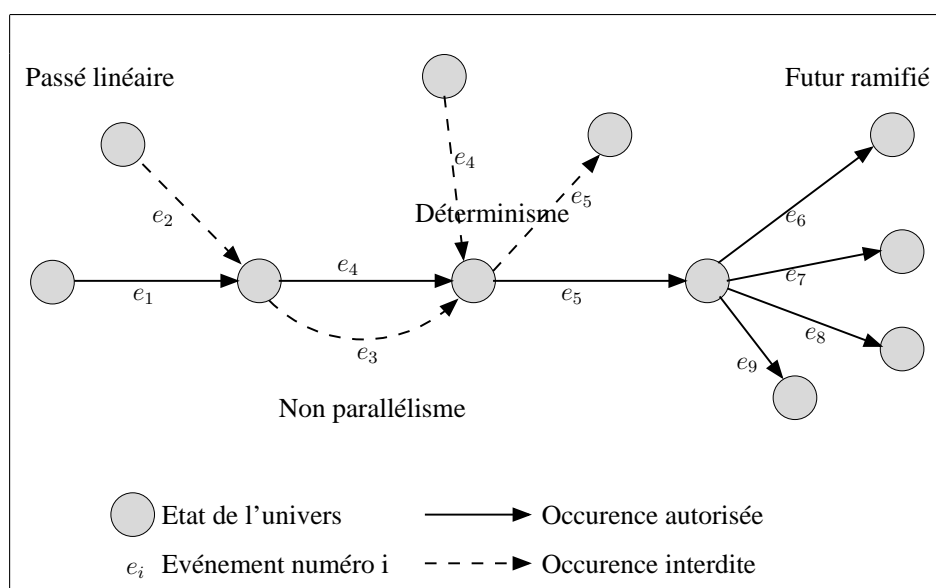 Passé linéaire
Futur ramifié
e4
e2
e5
Déterminisme
e6
e1
e4
e5
e7
e3
e8
e9
Non parallélisme
Etat de l'univers
Occurence autorisée
ei Evénement numéro i
Occurence interdite